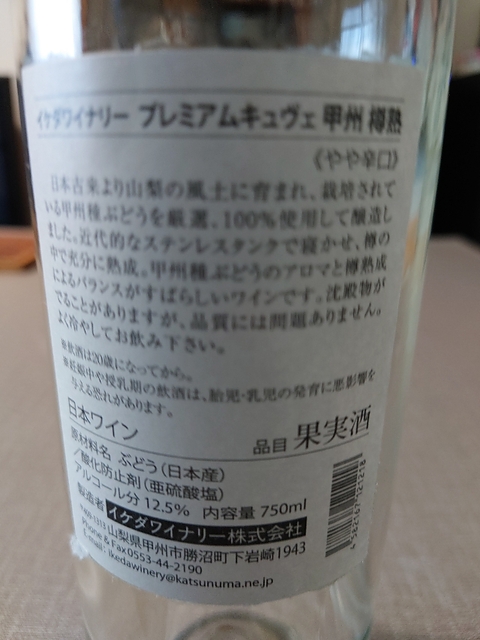 イケダワイナリー プレミアムキュヴェ 甲州 樽熟
《やや辛口》
日本古来より山梨の風土に育まれ、栽培されて
いる甲州種ぶどうを厳選、100%使用して醸造し
ました。近代的なステンレスタンクで寝かせ、樽の
中で充分に熟成。甲州種ぶどうのアロマと樽熟成
によるバランスがすばらしいワインです。沈殿物が
でることがありますが、品質には問題ありません。
よく冷やしてお飲み下さい。
※飲酒は20歳になってから。
※妊娠中や授乳期の飲酒は、胎児・乳児の発育に悪影響を
与える恐れがあります。
日本ワイン 品目 果実酒
原材料名 ぶどう(日本産)
/酸化防止剤(亜硫酸塩)
アルコール分 12.5% 内容量 750ml
製造者 イケダワイナリー株式会社
〒409-1313 山梨県甲州市勝沼町下岩崎1943
Phone & Fax 0553-44-2190
Email : ikedawinery@katsunuma.ne.jp